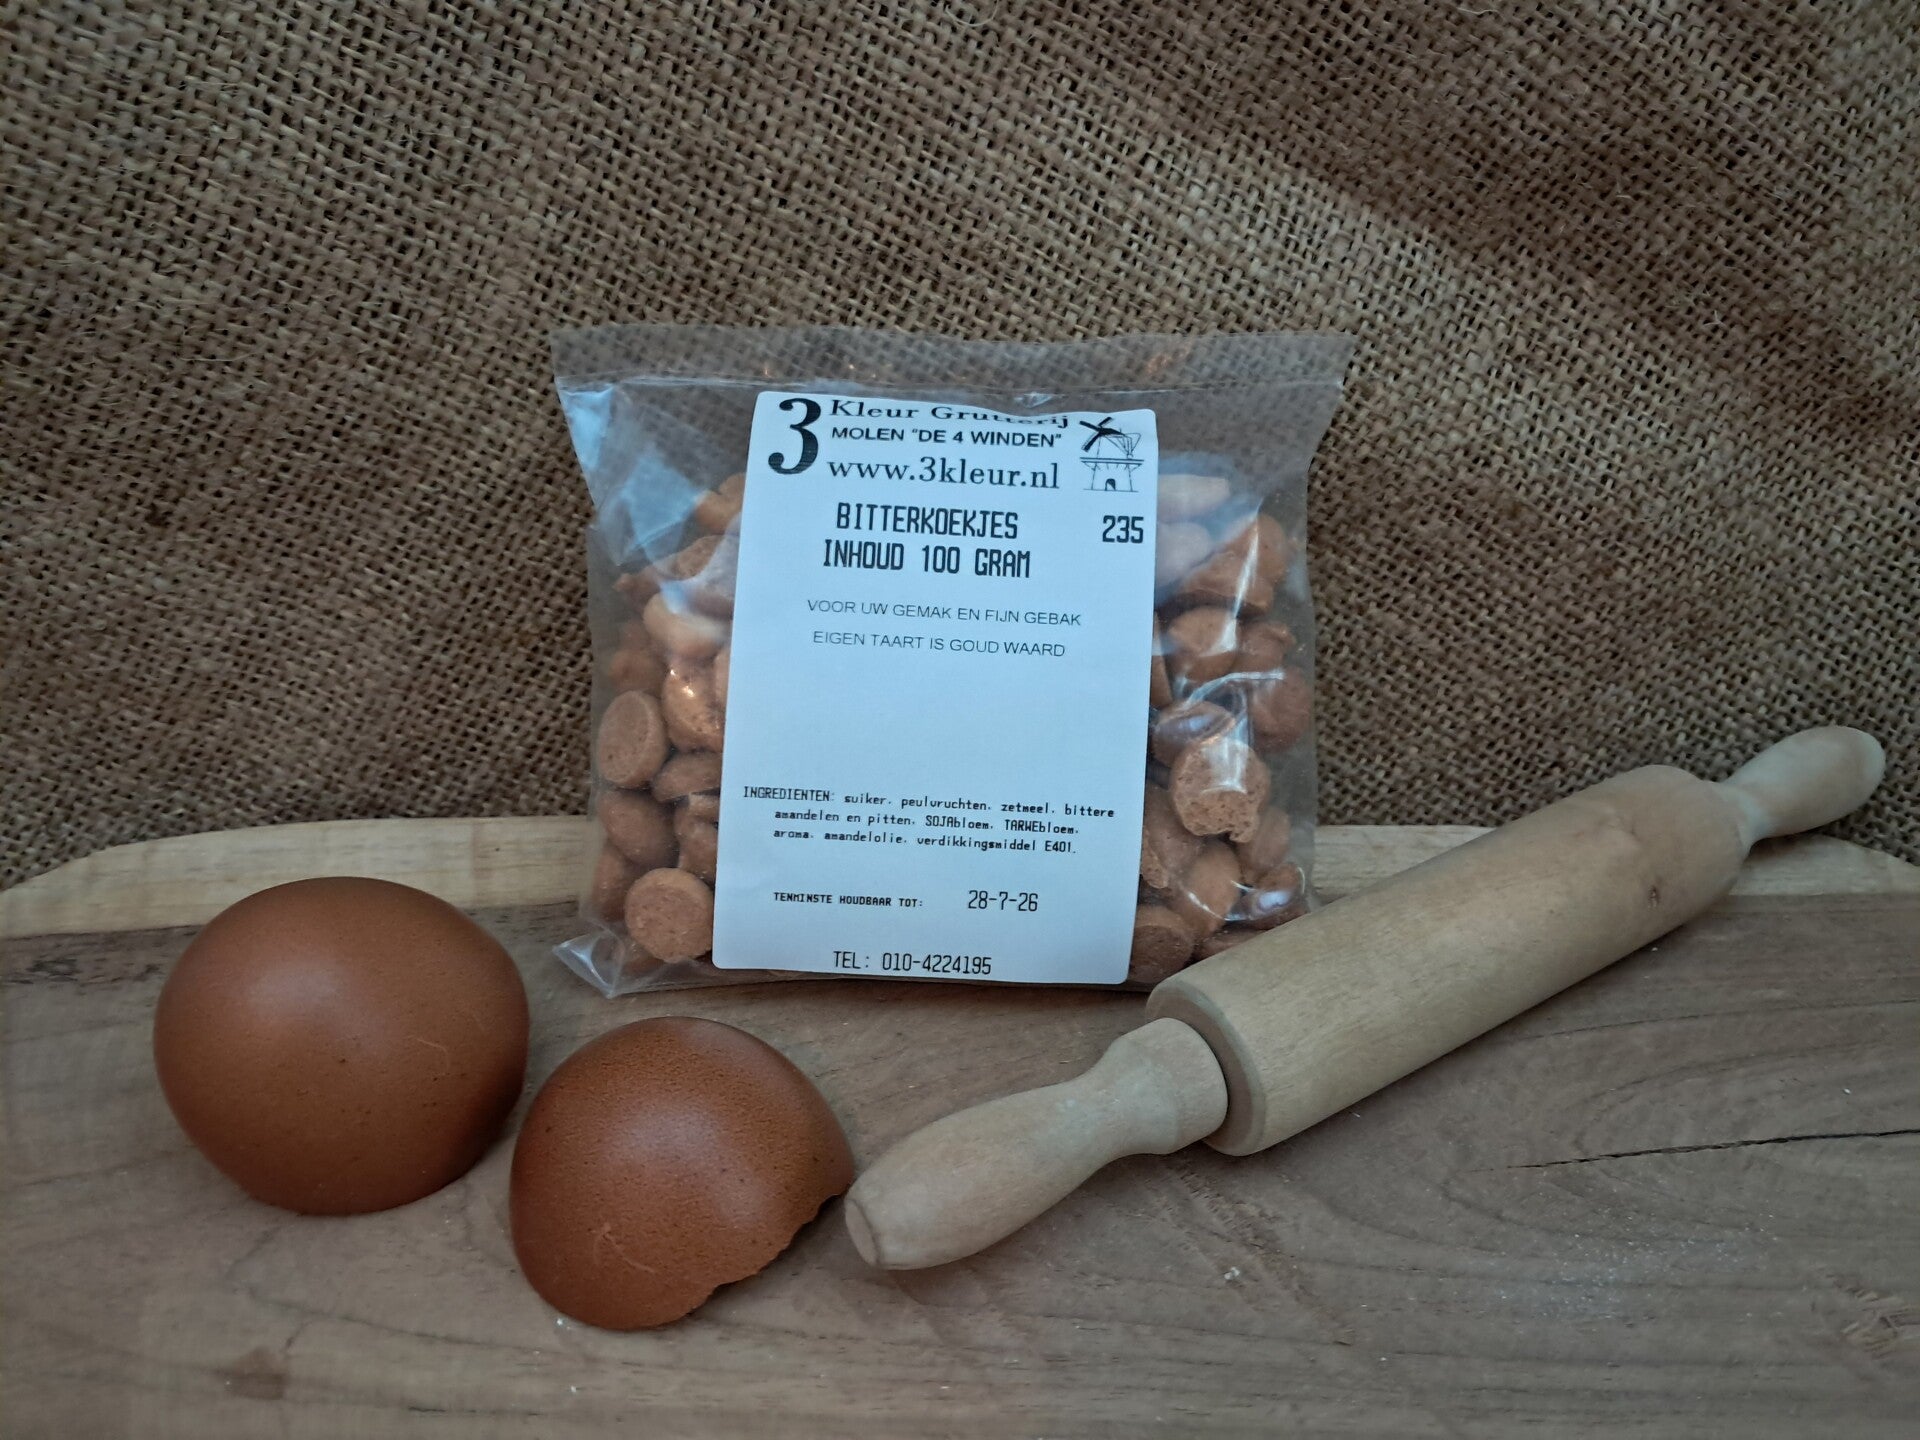 3 Kleur Grutterij
MOLEN "DE 4 WINDEN"
www.3kleur.nl
BITTERKOEKJES 235
INHOUD 100 GRAM
VOOR UW GEMAK EN FIJN GEBAK
EIGEN TAART IS GOUD WAARD
INGREDIENTEN: suiker, peulvruchten, zetmeel, bittere
amandelen en pitten, SOJAbloem, TARWEbloem,
aroma, amandelolie, verdikkingsmiddel E401.
TENMINSTE HOUDBAAR TOT: 28-7-26
TEL: 010-4224195